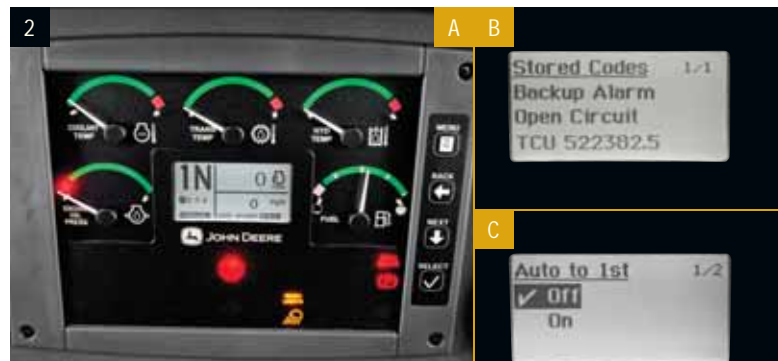 2
A
B
COOLANT TEMP
TRANS TEMP
HYD TEMP
MENU
BACK
NEXT
SELECT
1N
0
0 mph
ENGINE OIL PRESS
FUEL
JOHN DEERE
Stored Codes 1/1
Backup Alarm
Open Circuit
TCU 522382.5
C
Auto to 1st 1/2
✔ Off
On